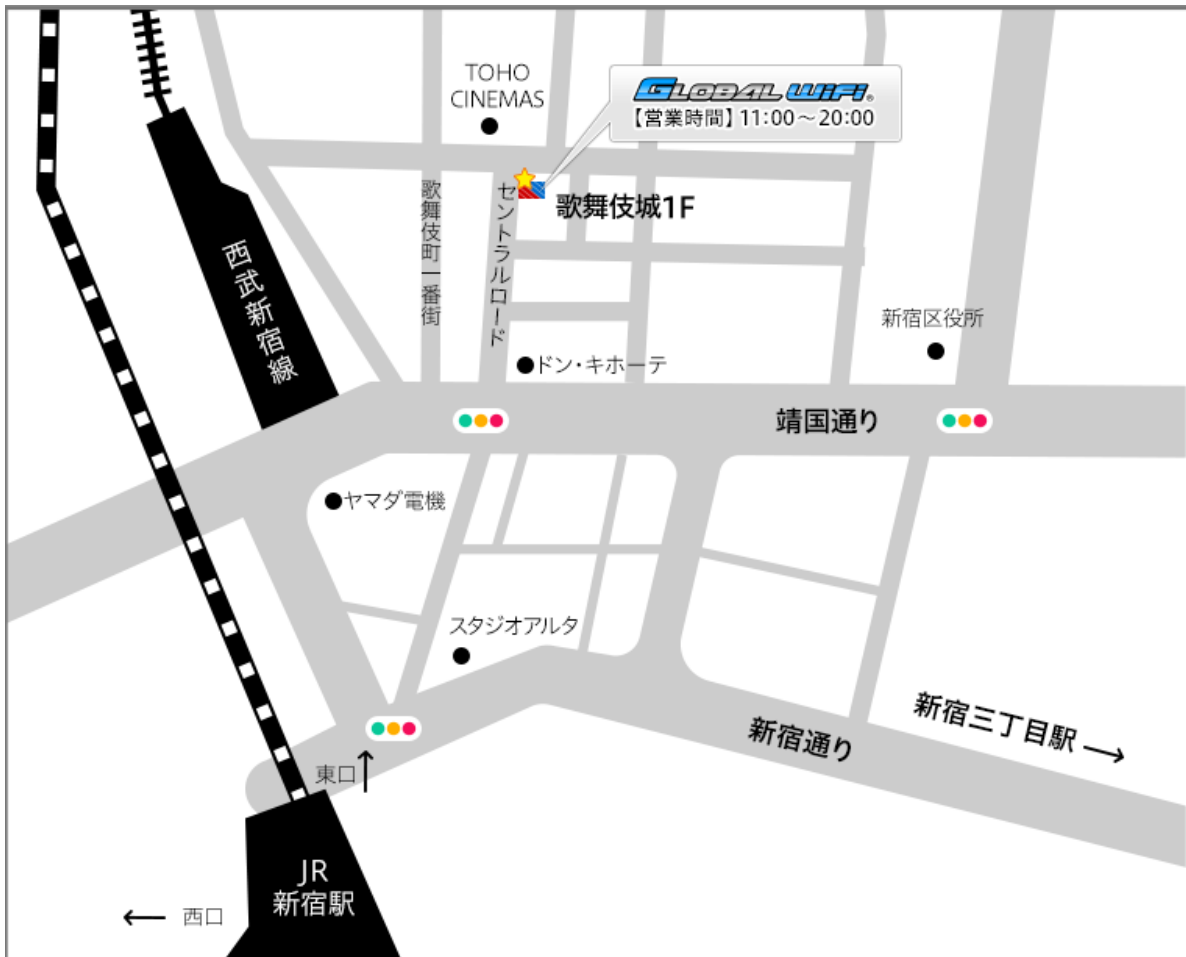 TOHO
CINEMAS
GLOBAL WiFi®
【営業時間】11:00～20:00
歌舞伎町一番街
セントラルロード
歌舞伎城1F
西武新宿線
新宿区役所
ドン・キホーテ
靖国通り
ヤマダ電機
スタジオアルタ
新宿三丁目駅→
新宿通り
東口↑
JR
新宿駅
← 西口